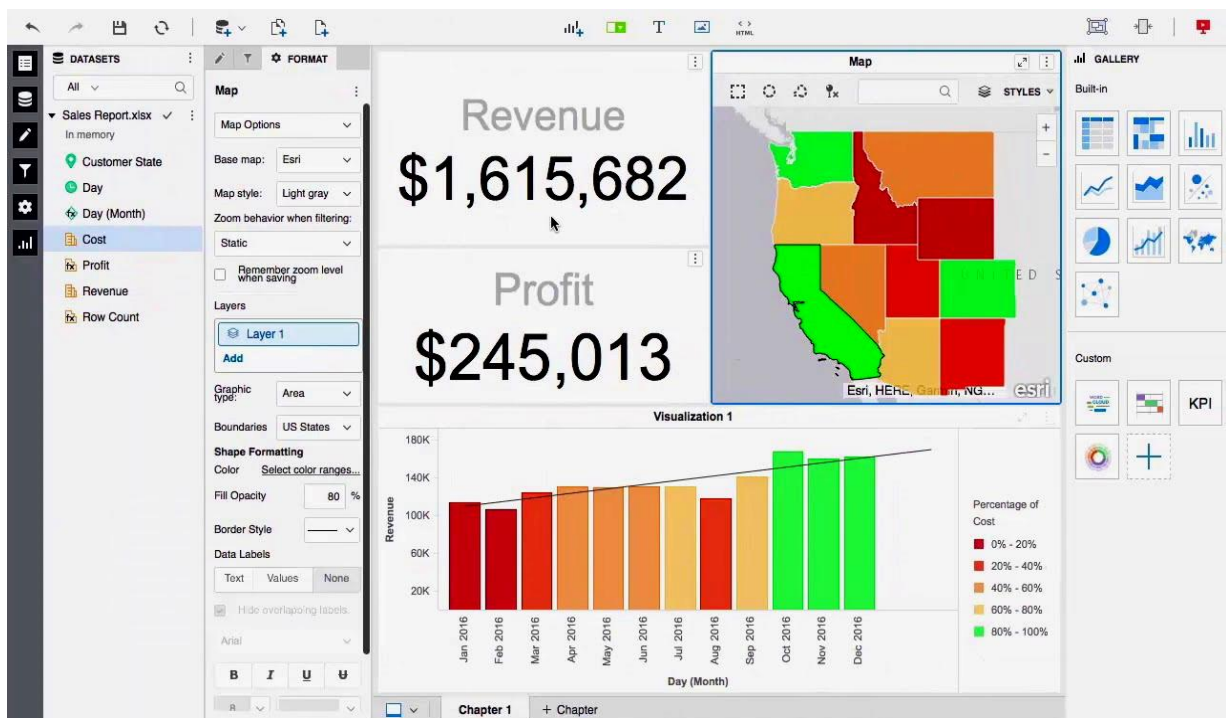 T
< >
HTML
DATASETS
FORMAT
Map
GALLERY
All
Map
STYLES
Built-in
Sales Report.xlsx
In memory
Customer State
Day
Day (Month)
Cost
Profit
Revenue
Row Count
Map Options
Base map: Esri
Map style: Light gray
Zoom behavior when filtering:
Static
Remember zoom level
when saving
Layers
Layer 1
Add
Graphic
type: Area
Boundaries US States
Shape Formatting
Color Select color ranges...
Fill Opacity 80 %
Border Style
Data Labels
Text Values None
Hide overlapping labels.
Arial
B I U U
8
Revenue
$1,615,682
Profit
$245,013
+
-
UNITED S
Esri, HERE, Garmin, NG...
esri
Visualization 1
180K
140K
100K
60K
20K
Revenue
Jan 2016
Feb 2016
Mar 2016
Apr 2016
May 2016
Jun 2016
Jul 2016
Aug 2016
Sep 2016
Oct 2016
Nov 2016
Dec 2016
Day (Month)
Percentage of
Cost
0% - 20%
20% - 40%
40% - 60%
60% - 80%
80% - 100%
Custom
WORD
CLOUD
KPI
Chapter 1
+ Chapter